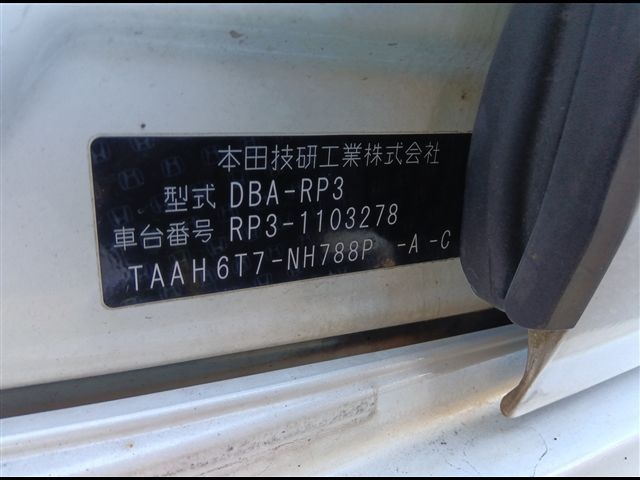 本田技研工業株式会社
型式 DBA-RP3
車台番号 RP3-1103278
TAAH6T7-NH788P -A -C